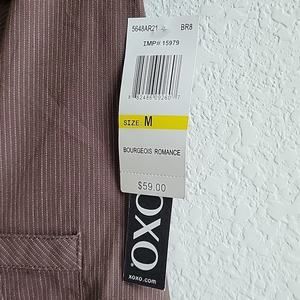 5648AR21 BR8
IMP# 15979
SIZE M
BOURGEOIS ROMANCE
$59.00
XOXO
xoxo.com